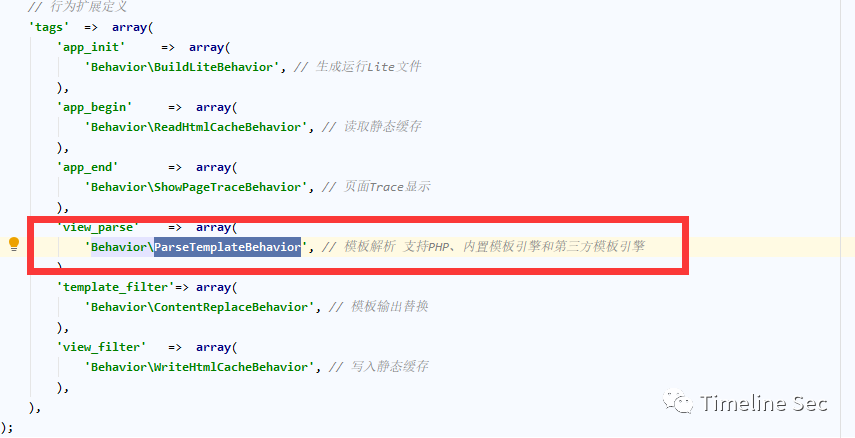 // 行为扩展定义
'tags'  =>  array(
'app_init'     =>  array(
'Behavior\BuildLiteBehavior', // 生成运行Lite文件
),
'app_begin'     =>  array(
'Behavior\ReadHtmlCacheBehavior', // 读取静态缓存
),
'app_end'       =>  array(
'Behavior\ShowPageTraceBehavior', // 页面Trace显示
),
'view_parse'    =>  array(
'Behavior\ParseTemplateBehavior', // 模板解析 支持PHP、内置模板引擎和第三方模板引擎
),
'template_filter'=> array(
'Behavior\ContentReplaceBehavior', // 模板输出替换
),
'view_filter'   =>  array(
'Behavior\WriteHtmlCacheBehavior', // 写入静态缓存
),
),
);
Timeline Sec